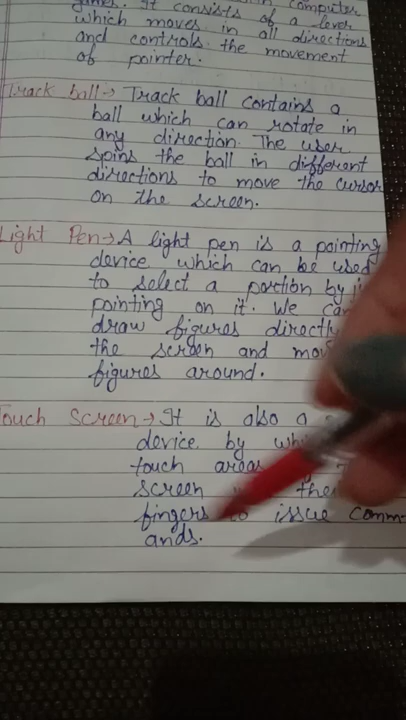 games. It consists of a lever
which moves in all directions
and controls the movement
of pointer.
Track ball → Track ball contains a
ball which can rotate in
any direction. The user
spins the ball in different
directions to move the cursor
on the screen.
Light Pen → A light pen is a pointing
device which can be used
to select a portion by
pointing on it. We can
draw figures directly
the screen and
figures around.
Touch Screen → It is also a
device by
touch areas
screen the
fingers to issue comm-
ands.